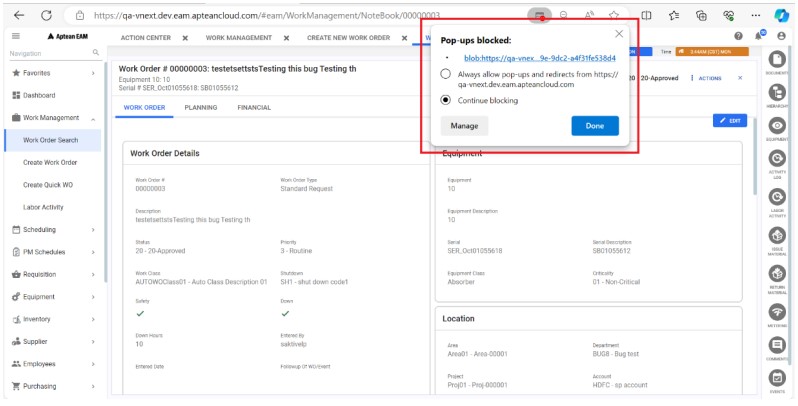 https://qa-vnext.dev.eam.apteancloud.com/#eam/WorkManagement/NoteBook/00000003
Aptean EAM
ACTION CENTER
WORK MANAGEMENT
CREATE NEW WORK ORDER
Navigation
Favorites
Dashboard
Work Management
Work Order Search
Create Work Order
Create Quick WO
Labor Activity
Scheduling
PM Schedules
Requisition
Equipment
Inventory
Supplier
Employees
Purchasing
Pop-ups blocked:
blob:https://qa-vnex...9e-9dc2-a4f31fe538d4
Always allow pop-ups and redirects from https://
qa-vnext.dev.eam.apteancloud.com
Continue blocking
Manage
Done
Time
Work Order # 00000003: testetsettstsTesting this bug Testing th
Equipment 10: 10
Serial # SER_Oct01055618: SB01055612
20-Approved
ACTIONS
WORK ORDER
PLANNING
FINANCIAL
EDIT
Work Order Details
Work Order #
00000003
Work Order Type
Standard Request
Description
testetsettstsTesting this bug Testing th
Status
20 - 20-Approved
Priority
3 - Routine
Work Class
AUTOWOClass01 - Auto Class Description 01
Shutdown
SH1 - shut down code1
Safety
Down
Down Hours
10
Entered By
saktivelp
Entered Date
Followup Of WO/Event
Equipment
Equipment
10
Equipment Description
10
Serial
SER_Oct01055618
Serial Description
SB01055612
Equipment Class
Absorber
Criticality
01 - Non-Critical
Location
Area
Area01 - Area-00001
Department
BUG8 - Bug test
Project
Proj01 - Proj-000001
Account
HDFC - sp account
DOCUMENTS
HIERARCHY
EQUIPMENT
ACTIVITY
LOG
LABOR
ACTIVITY
ISSUE
MATERIAL
RETURN
MATERIAL
METERING
COMMENTS
EVENTS